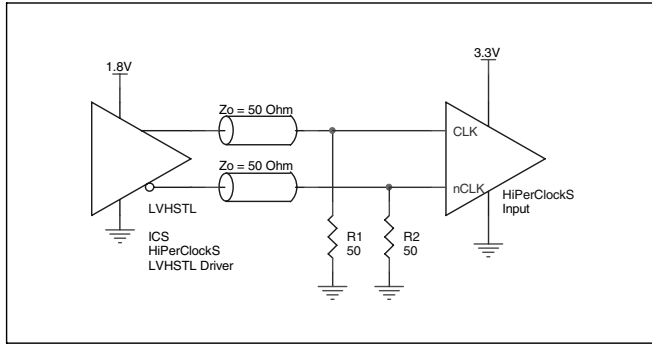 1.8V
3.3V
Zo = 50 Ohm
CLK
Zo = 50 Ohm
nCLK
HiPerClockS
Input
LVHSTL
ICS
HiPerClockS
LVHSTL Driver
R1
50
R2
50